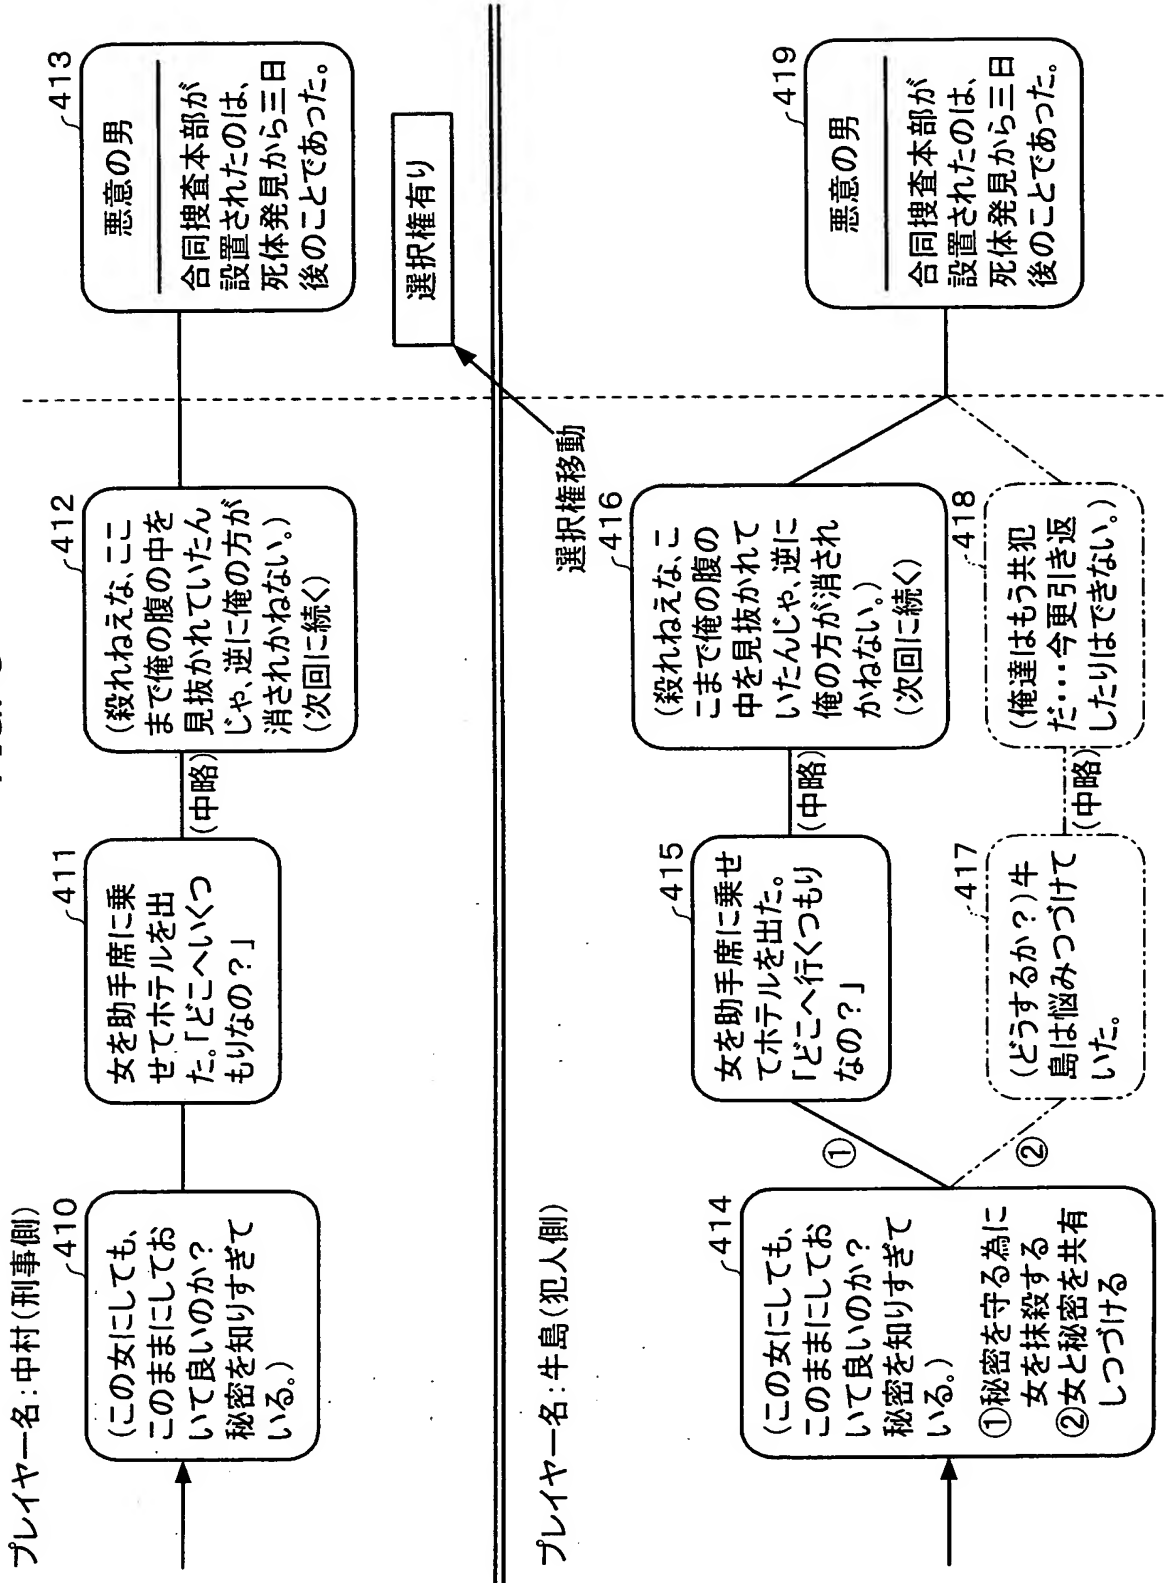 プレイヤー名：中村（刑事側）
410
（この女にしても、
このままにしてお
いて良いのか？
秘密を知りすぎて
いる。）
411
女を助手席に乗
せてホテルを出
た。「どこへいくつ
もりなの？」
（中略）
412
（殺れねえな、ここ
まで俺の腹の中を
見抜かれていたん
じゃ、逆に俺の方が
消されかねない。）
（次回に続く）
413
悪意の男
合同捜査本部が
設置されたのは、
死体発見から三日
後のことであった。
選択権有り
選択権移動
プレイヤー名：牛島（犯人側）
414
（この女にしても、
このままにしてお
いて良いのか？
秘密を知りすぎて
いる。）
①秘密を守る為に
女を抹殺する
②女と秘密を共有
しつづける
①
415
女を助手席に乗せ
てホテルを出た。
「どこへ行くつもり
なの？」
（中略）
416
（殺れねえな、こ
こまで俺の腹の
中を見抜かれて
いたんじゃ、逆に
俺の方が消され
かねない。）
（次回に続く）
②
417
（どうするか？）牛
島は悩みつづけて
いた。
（中略）
418
（俺達はもう共犯
だ・・・今更引き返
したりはできない。）
419
悪意の男
合同捜査本部が
設置されたのは、
死体発見から三日
後のことであった。